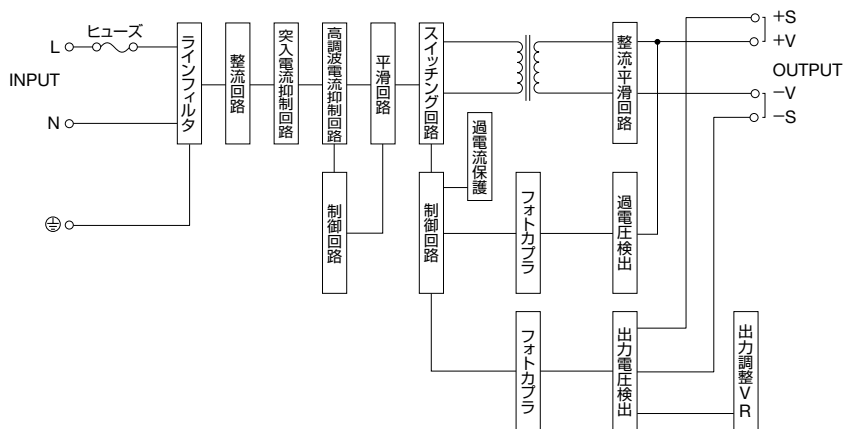 ヒューズ
L
INPUT
N
ラインフィルタ
整流回路
突入電流抑制回路
高調波電流抑制回路
平滑回路
スイッチング回路
整流・平滑回路
+S
+V
OUTPUT
−V
−S
過電流保護
制御回路
制御回路
フォトカプラ
過電圧検出
フォトカプラ
出力電圧検出
出力調整VR